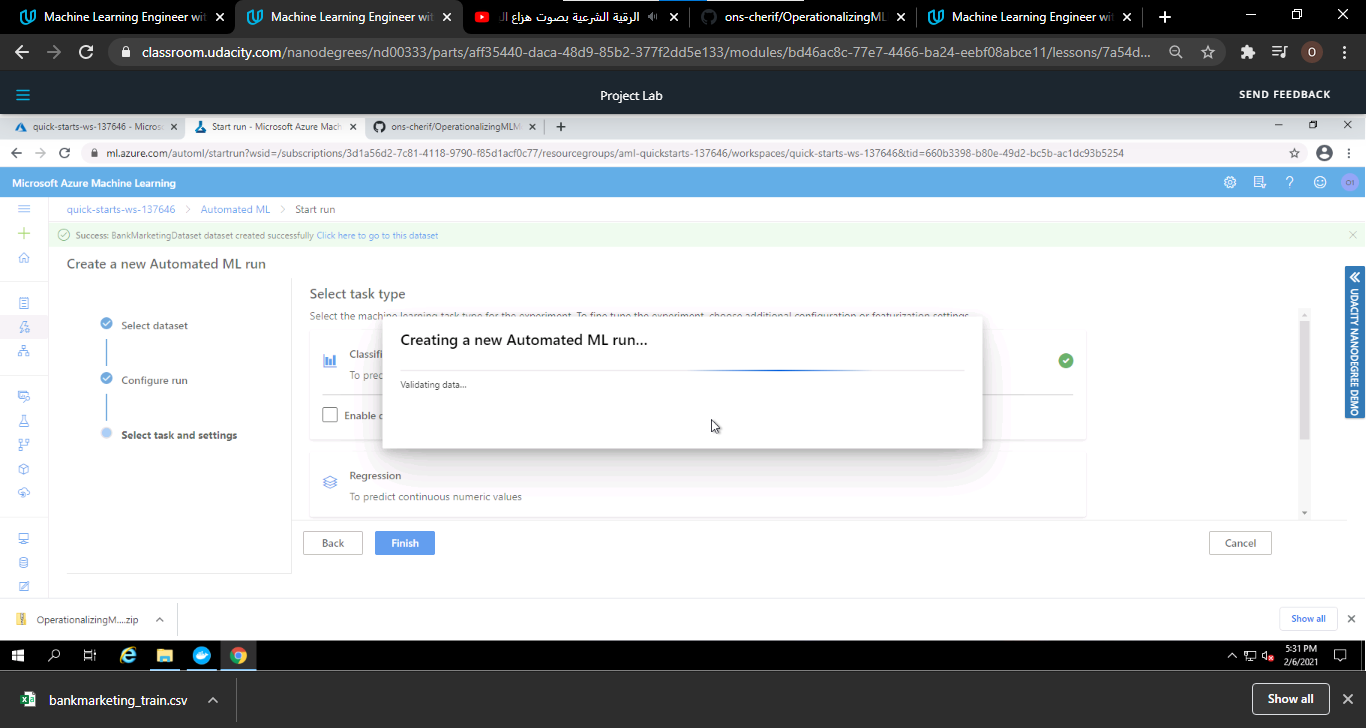 Machine Learning Engineer wit
Machine Learning Engineer wit
الرقية الشرعية بصوت هزاع ال
ons-cherif/OperationalizingML
Machine Learning Engineer wit
classroom.udacity.com/nanodegrees/nd00333/parts/aff35440-daca-48d9-85b2-377f2dd5e133/modules/bd46ac8c-77e7-4466-ba24-eebf08abce11/lessons/7a54d...
O
Project Lab
SEND FEEDBACK
quick-starts-ws-137646 - Micros
Start run - Microsoft Azure Mach
ons-cherif/OperationalizingMLM
ml.azure.com/automl/startrun?wsid=/subscriptions/3d1a56d2-7c81-4118-9790-f85d1acf0c77/resourcegroups/aml-quickstarts-137646/workspaces/quick-starts-ws-137646&tid=660b3398-b80e-49d2-bc5b-ac1dc93b5254
Microsoft Azure Machine Learning
quick-starts-ws-137646 > Automated ML > Start run
Success: BankMarketingDataset dataset created successfully Click here to go to this dataset
Create a new Automated ML run
Select dataset
Configure run
Select task and settings
Select task type
Select the machine learning task type for the experiment. To fine tune the experiment, choose additional configuration or featurization settings.
Classifi
To prec
Enable d
Creating a new Automated ML run...
Validating data...
Regression
To predict continuous numeric values
Back
Finish
Cancel
UDACITY NANODEGREE DEMO
OperationalizingM....zip
Show all
5:31 PM
2/6/2021
bankmarketing_train.csv
Show all